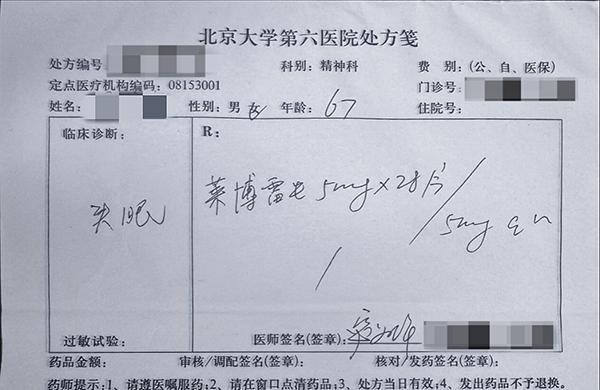 北京大学第六医院处方笺
处方编号 科别：精神科 费 别：（公、自、医保）
定点医疗机构编码：08153001 门诊号：
姓名： 性别：男 女 年龄：67 住院号：
临床诊断： R：
莱博雷生 5mg×28片
失眠 5mg qn
过敏试验： 医师签名(签章)：
药品金额： 审核/调配签名(签章)： 核对/发药签名(签章)：
药师提示：1、请遵医嘱服药；2、请在窗口点清药品；3、处方当日有效；4、发出药品不予退换。